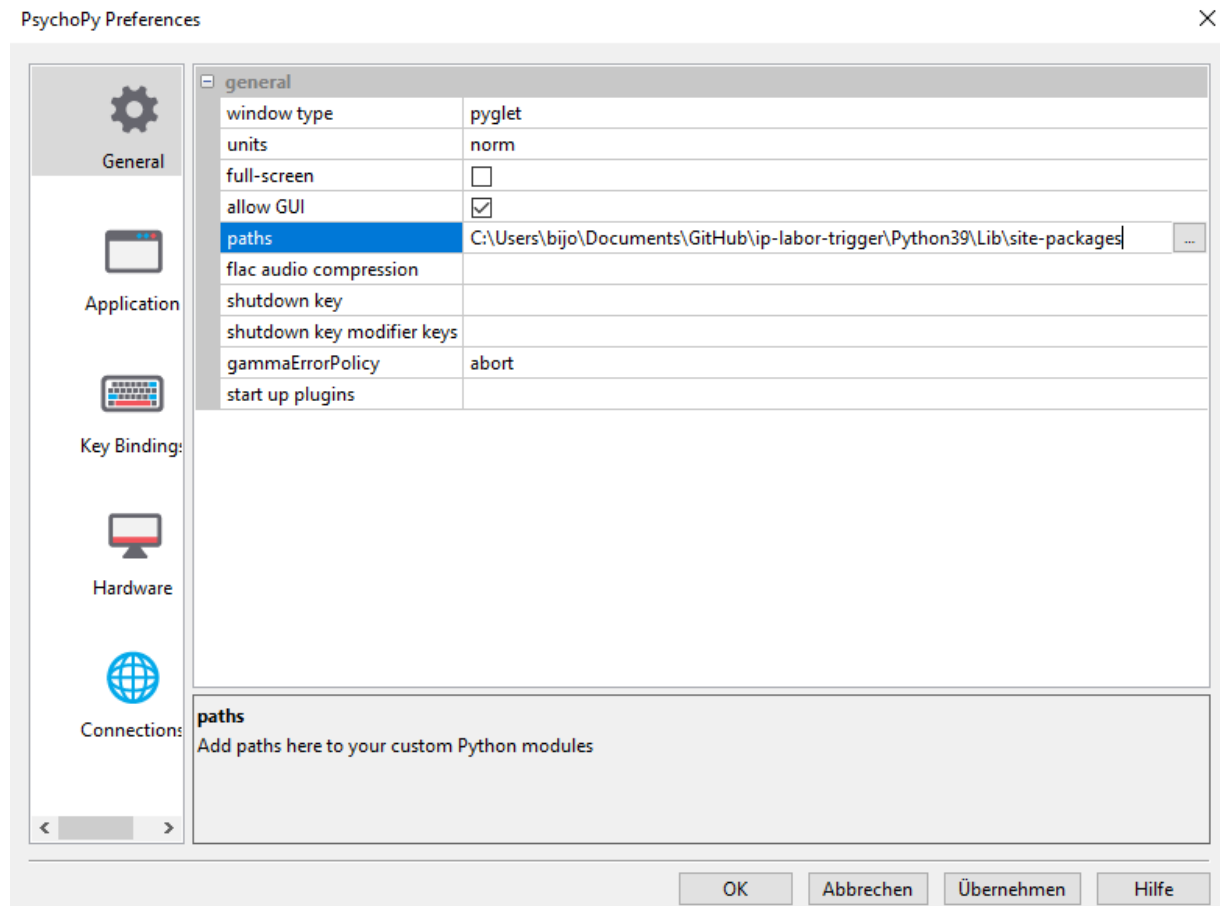 PsychoPy Preferences
General
Application
Key Bindings
Hardware
Connections
general
window type pyglet
units norm
full-screen
allow GUI
paths C:\Users\bijo\Documents\GitHub\ip-labor-trigger\Python39\Lib\site-packages ...
flac audio compression
shutdown key
shutdown key modifier keys
gammaErrorPolicy abort
start up plugins
paths
Add paths here to your custom Python modules
OK Abbrechen Übernehmen Hilfe